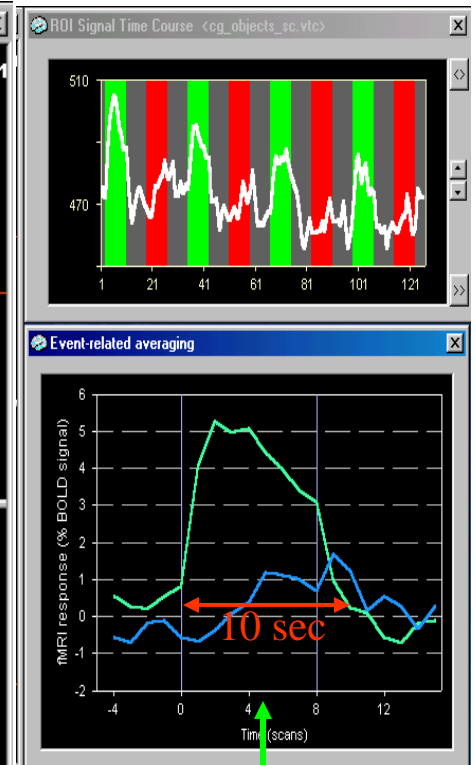 ROI Signal Time Course <cg_objects_sc.vtc>
510
470
1 21 41 61 81 101 121
Event-related averaging
6
5
4
3
2
1
0
-1
-2
fMRI response (% BOLD signal)
10 sec
-4 0 4 8 12
Time (scans)